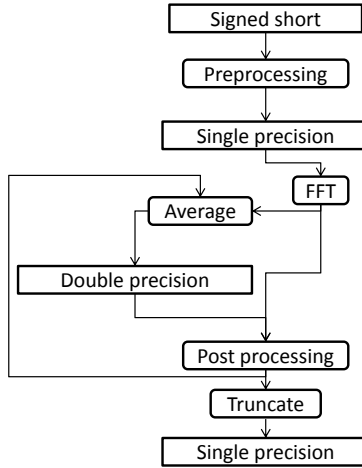 Signed short
Preprocessing
Single precision
FFT
Average
Double precision
Post processing
Truncate
Single precision